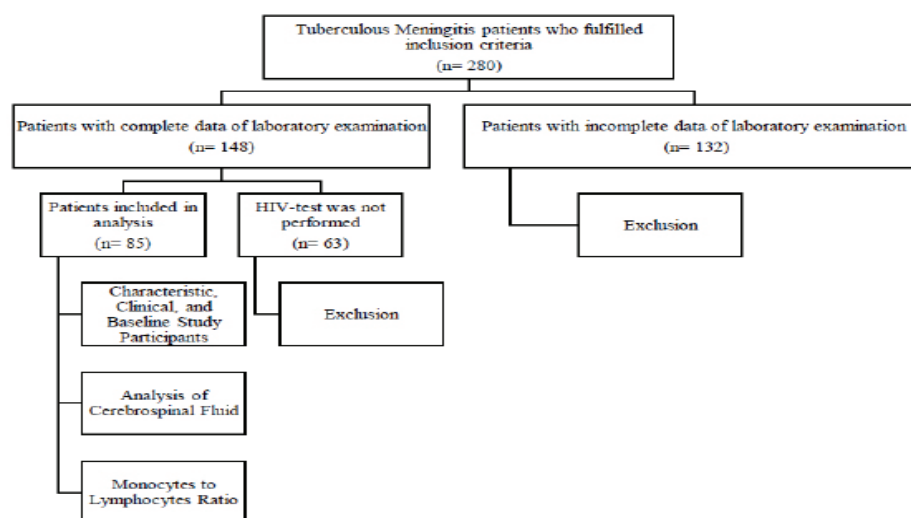 Tuberculous Meningitis patients who fulfilled
inclusion criteria
(n= 280)
Patients with complete data of laboratory examination
(n= 148)
Patients with incomplete data of laboratory examination
(n= 132)
Patients included in
analysis
(n= 85)
HIV-test was not
performed
(n= 63)
Exclusion
Characteristic,
Clinical, and
Baseline Study
Participants
Exclusion
Analysis of
Cerebrospinal Fluid
Monocytes to
Lymphocytes Ratio